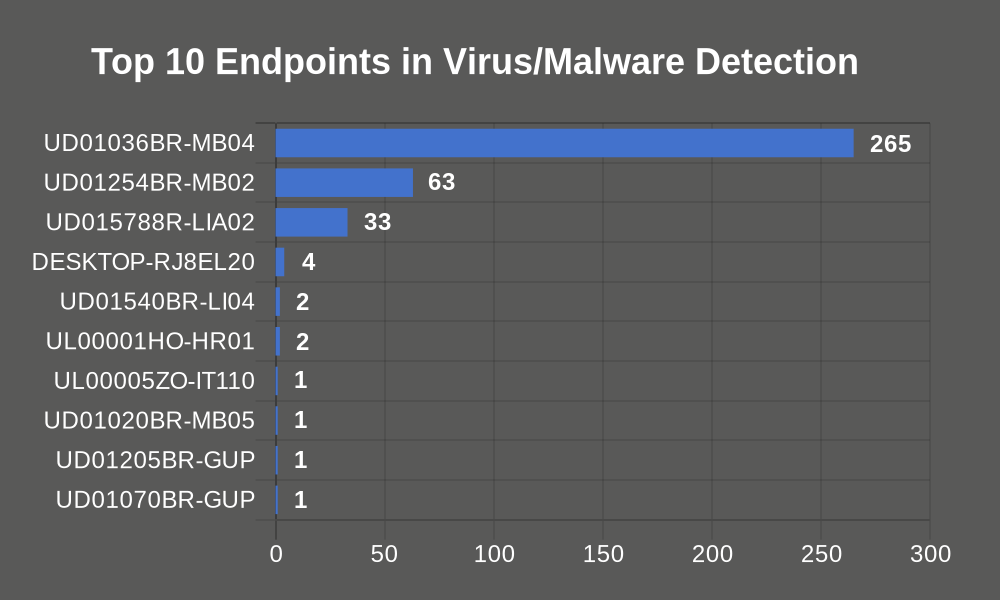 Top 10 Endpoints in Virus/Malware Detection
UD01036BR-MB04 265
UD01254BR-MB02 63
UD015788R-LIA02 33
DESKTOP-RJ8EL20 4
UD01540BR-LI04 2
UL00001HO-HR01 2
UL00005ZO-IT110 1
UD01020BR-MB05 1
UD01205BR-GUP 1
UD01070BR-GUP 1
0 50 100 150 200 250 300